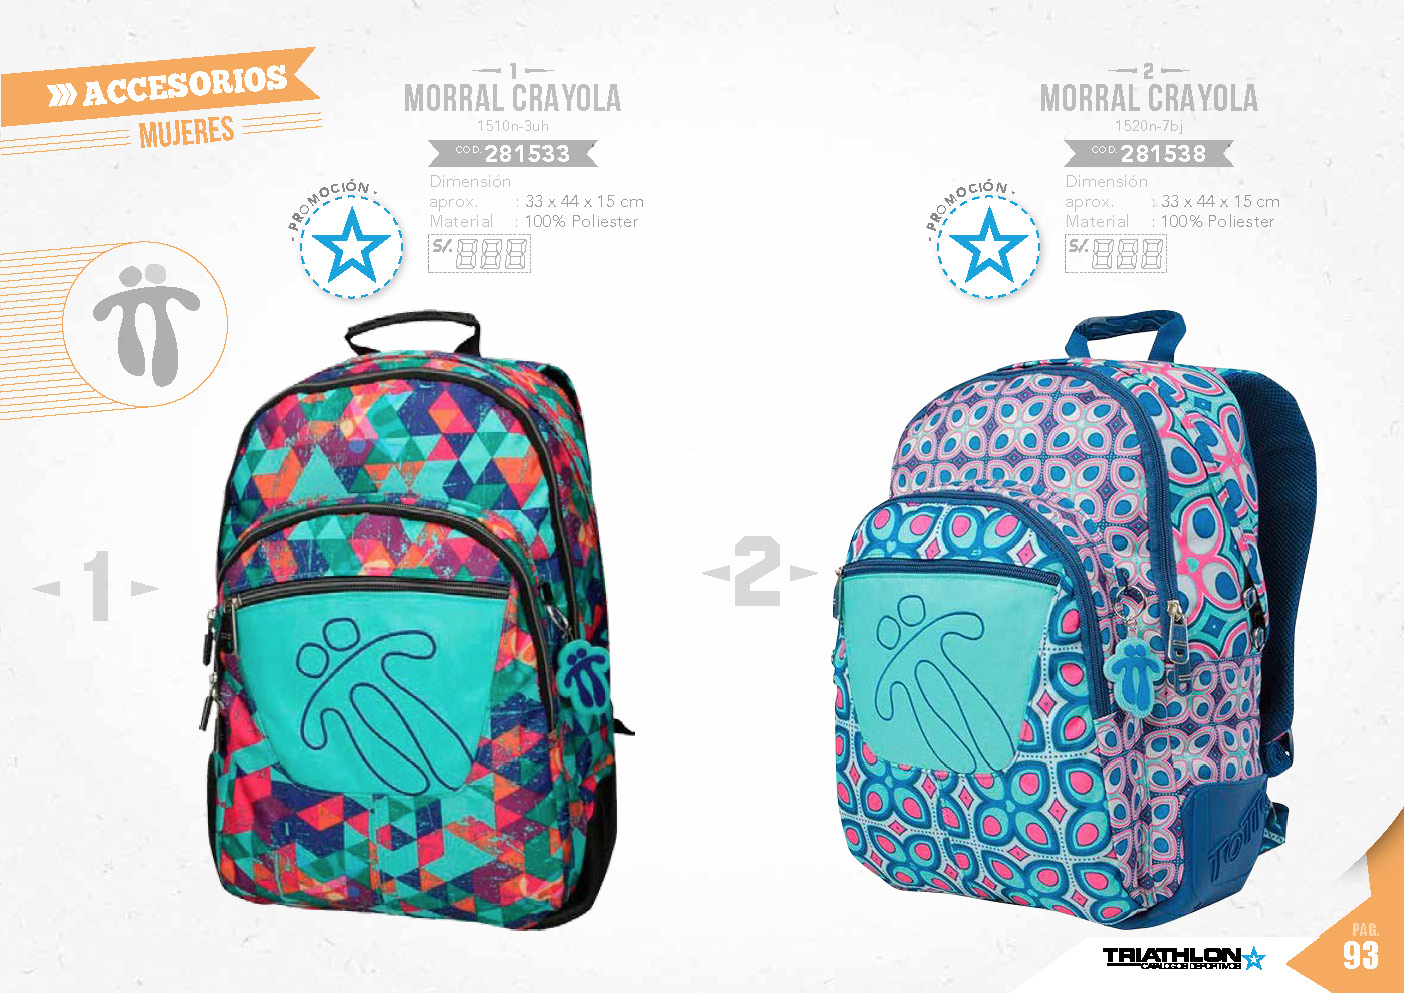 ACCESORIOS
MUJERES
1
MORRAL CRAYOLA
1510n-3uh
COD. 281533
Dimensión
aprox. : 33 x 44 x 15 cm
Material : 100% Poliester
S/. 888
- PROMOCIÓN -
2
MORRAL CRAYOLA
1520n-7bj
COD. 281538
Dimensión
aprox. : 33 x 44 x 15 cm
Material : 100% Poliester
S/. 888
- PROMOCIÓN -
1
2
TRIATHLON
CATALOGOS DEPORTIVOS
PAG.
93